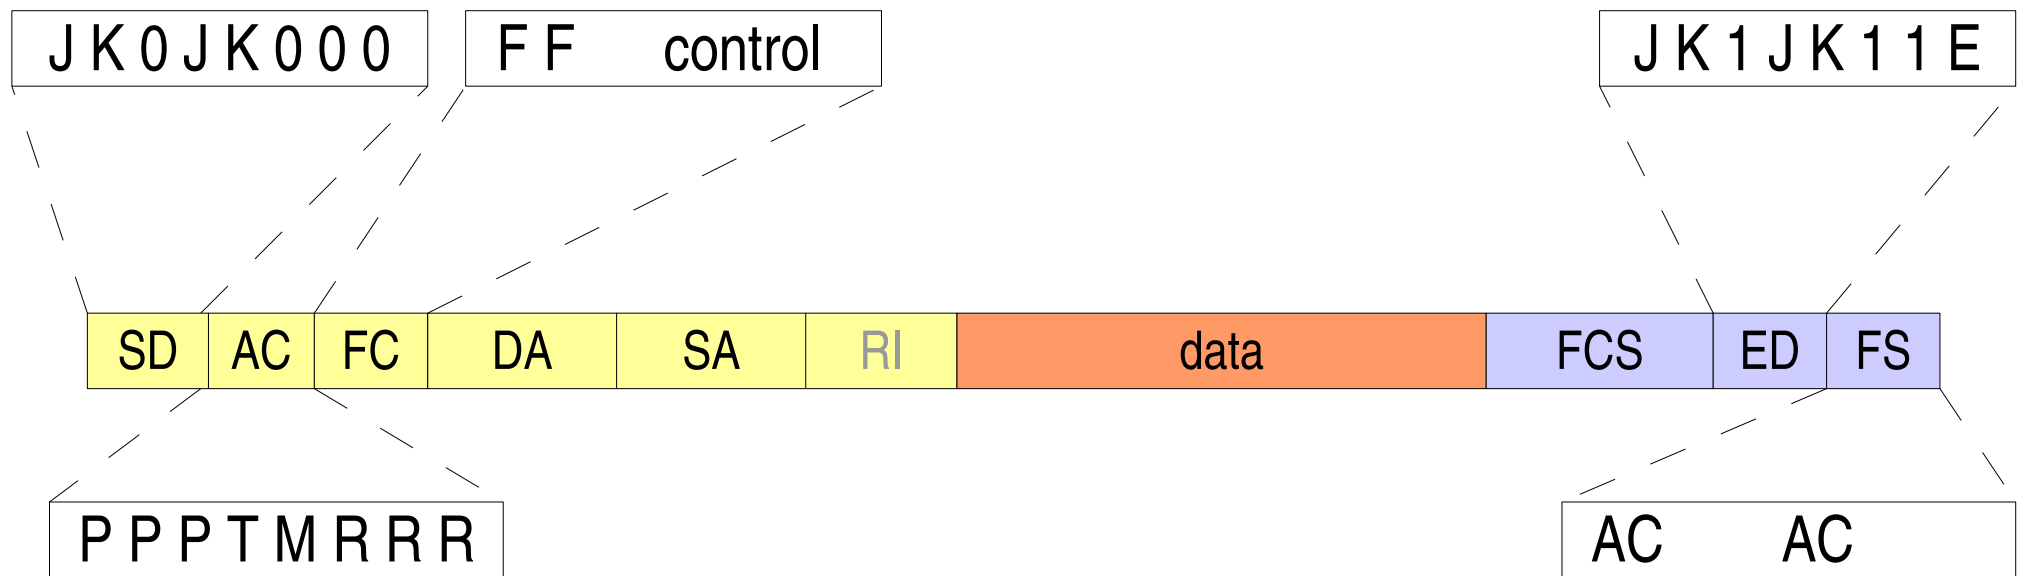 J K 0 J K 0 0 0 F F control J K 1 J K 1 1 E
SD AC FC DA SA RI data FCS ED FS
P P P T M R R R AC AC